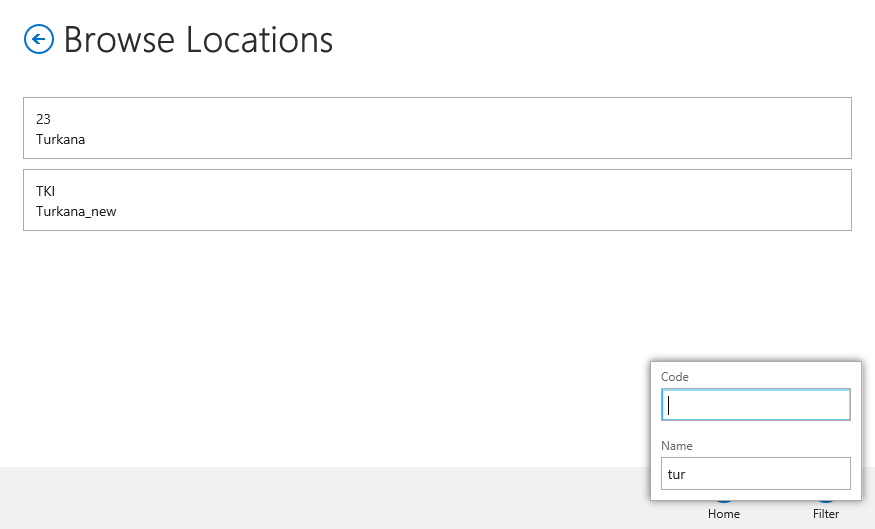 Browse Locations
23
Turkana
TKI
Turkana_new
Code
Name
tur
Home
Filter